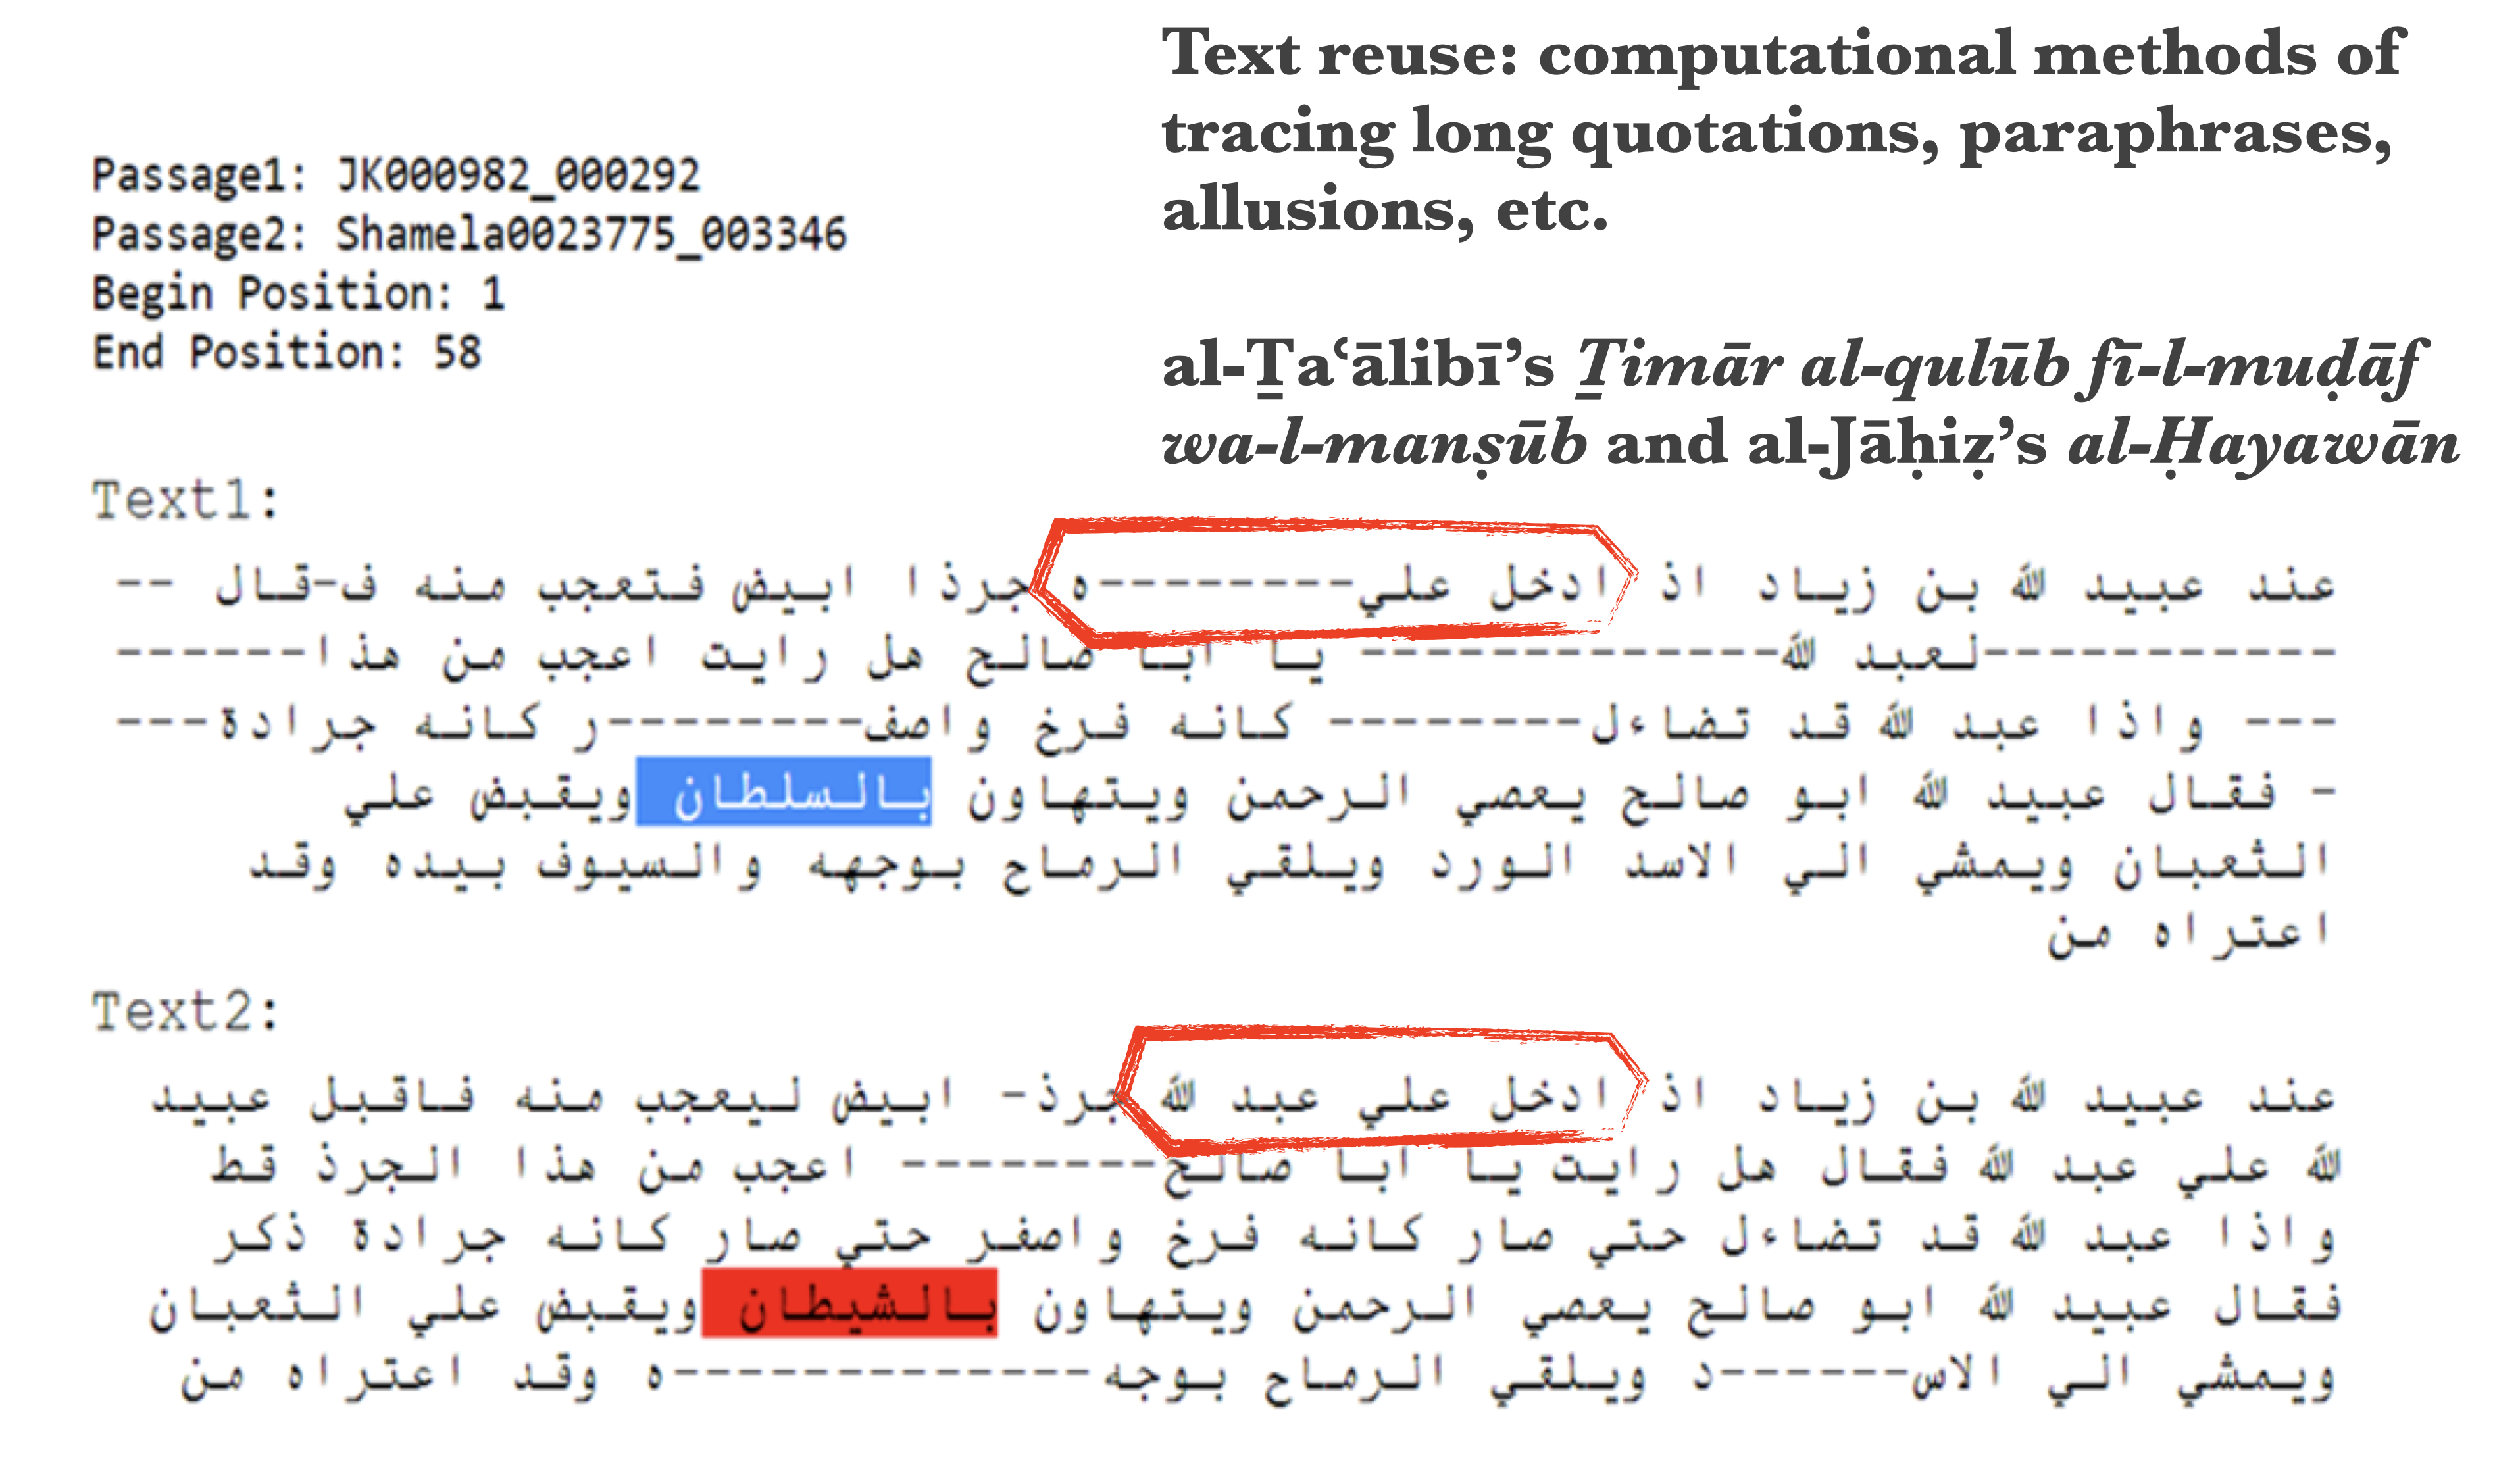 Text reuse: computational methods of
tracing long quotations, paraphrases,
allusions, etc.
al-Ṯaʿālibī’s Ṯimār al-qulūb fī-l-muḍāf
wa-l-manṣūb and al-Jāḥiẓ’s al-Ḥayawān
Passage1: JK000982_000292
Passage2: Shamela0023775_003346
Begin Position: 1
End Position: 58
Text1:
عند عبيد الله بن زياد اذ ادخل علي--------ه جرذا ابيض فتعجب منه ف-قال --
-----------لعبد الله------------- يا ابا صالح هل رايت اعجب من هذا------
--- واذا عبد الله قد تضاءل-------- كانه فرخ واصف--------ر كانه جرادة---
- فقال عبيد الله ابو صالح يعصي الرحمن ويتهاون بالسلطان ويقبض علي
الثعبان ويمشي الي الاسد الورد ويلقي الرماح بوجهه والسيوف بيده وقد
اعتراه من
Text2:
عند عبيد الله بن زياد اذ ادخل علي عبد الله جرذ- ابيض ليعجب منه فاقبل عبيد
الله علي عبد الله فقال هل رايت يا ابا صالح-------- اعجب من هذا الجرذ قط
واذا عبد الله قد تضاءل حتي صار كانه فرخ واصفر حتي صار كانه جرادة ذكر
فقال عبيد الله ابو صالح يعصي الرحمن ويتهاون بالشيطان ويقبض علي الثعبان
ويمشي الي الاس------د ويلقي الرماح بوجه-------------ه وقد اعتراه من